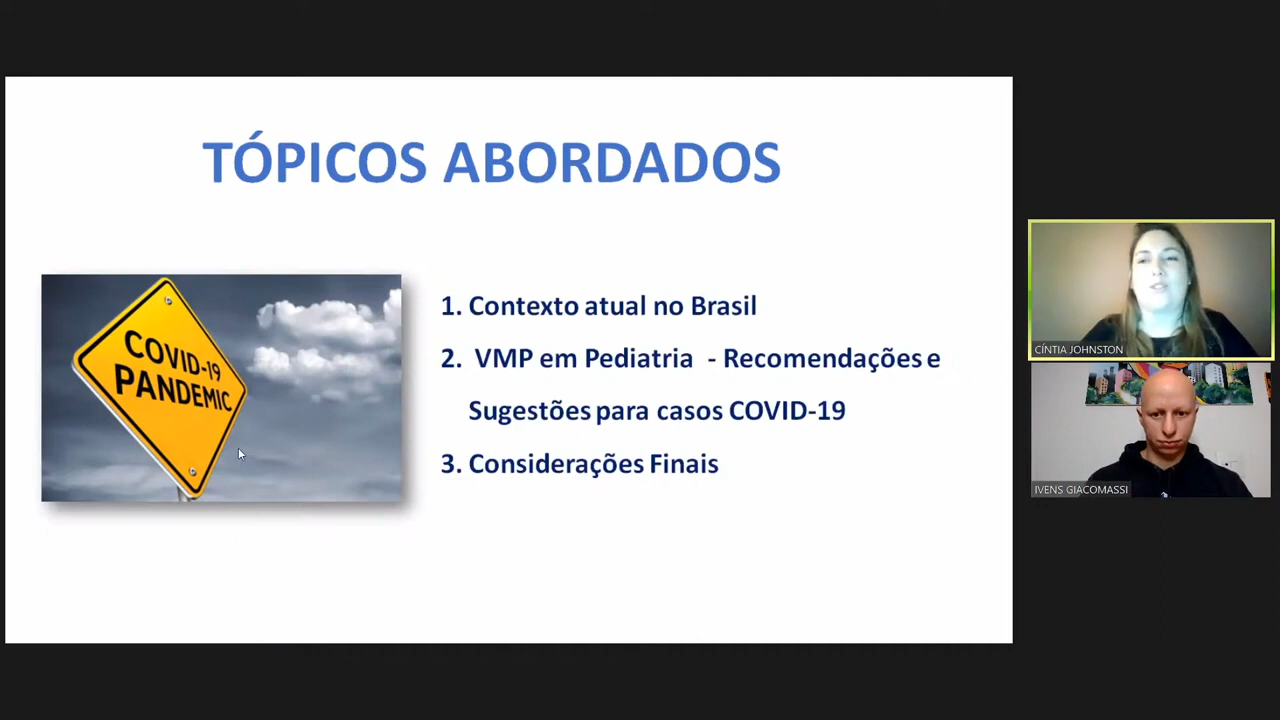 TÓPICOS ABORDADOS
COVID-19
PANDEMIC
1. Contexto atual no Brasil
2. VMP em Pediatria - Recomendações e
Sugestões para casos COVID-19
3. Considerações Finais
CÍNTIA JOHNSTON
IVENS GIACOMASSI